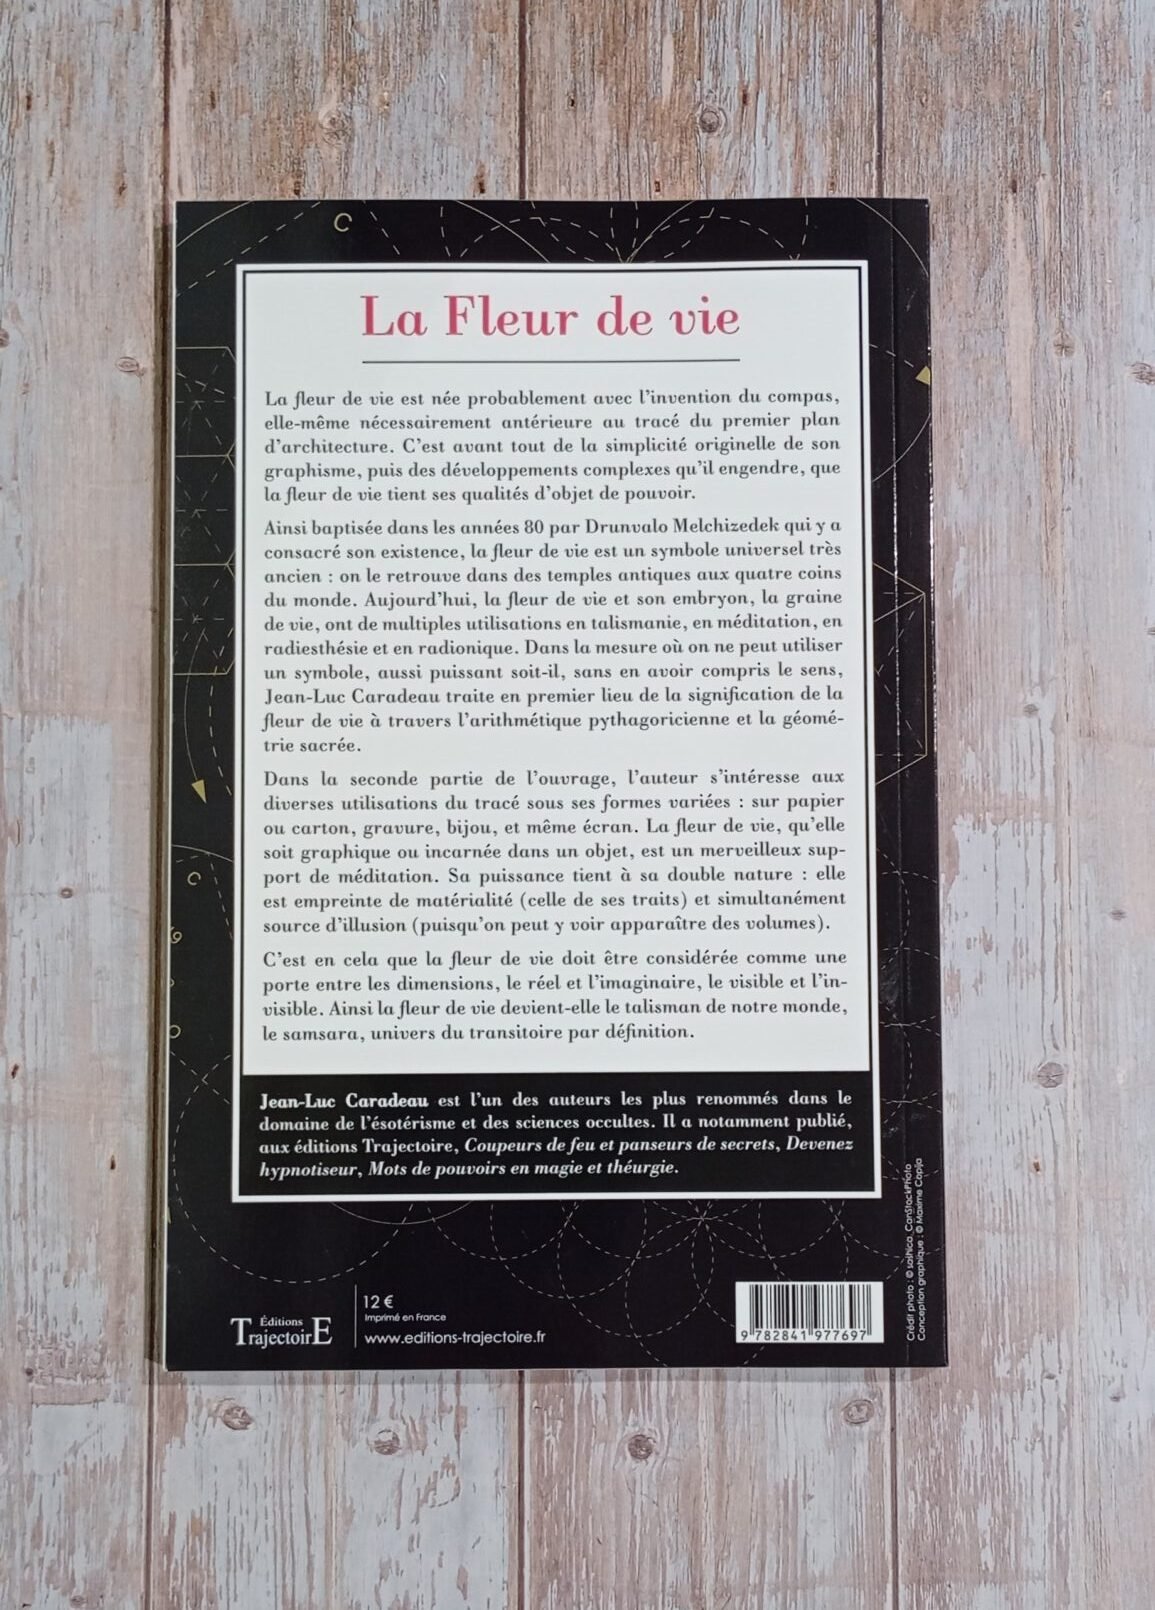 La Fleur de vie
La fleur de vie est née probablement avec l'invention du compas,
elle-même nécessairement antérieure au tracé du premier plan
d'architecture. C'est avant tout de la simplicité originelle de son
graphisme, puis des développements complexes qu'il engendre, que
la fleur de vie tient ses qualités d'objet de pouvoir.
Ainsi baptisée dans les années 80 par Drunvalo Melchizedek qui y a
consacré son existence, la fleur de vie est un symbole universel très
ancien : on le retrouve dans des temples antiques aux quatre coins
du monde. Aujourd'hui, la fleur de vie et son embryon, la graine
de vie, ont de multiples utilisations en talismanie, en méditation, en
radiesthésie et en radionique. Dans la mesure où on ne peut utiliser
un symbole, aussi puissant soit-il, sans en avoir compris le sens,
Jean-Luc Caradeau traite en premier lieu de la signification de la
fleur de vie à travers l'arithmétique pythagoricienne et la géomé-
trie sacrée.
Dans la seconde partie de l'ouvrage, l'auteur s'intéresse aux
diverses utilisations du tracé sous ses formes variées : sur papier
ou carton, gravure, bijou, et même écran. La fleur de vie, qu'elle
soit graphique ou incarnée dans un objet, est un merveilleux sup-
port de méditation. Sa puissance tient à sa double nature : elle
est empreinte de matérialité (celle de ses traits) et simultanément
source d'illusion (puisqu'on peut y voir apparaître des volumes).
C'est en cela que la fleur de vie doit être considérée comme une
porte entre les dimensions, le réel et l'imaginaire, le visible et l'in-
visible. Ainsi la fleur de vie devient-elle le talisman de notre monde,
le samsara, univers du transitoire par définition.
Jean-Luc Caradeau est l'un des auteurs les plus renommés dans le
domaine de l'ésotérisme et des sciences occultes. Il a notamment publié,
aux éditions Trajectoire, Coupeurs de feu et panseurs de secrets, Devenez
hypnotiseur, Mots de pouvoirs en magie et théurgie.
Éditions
TrajectoirE
12 €
Imprimé en France
www.editions-trajectoire.fr
9 782841 977697
Crédit photo : © sashica, CanStockPhoto
Conception graphique : © Maxime Copija